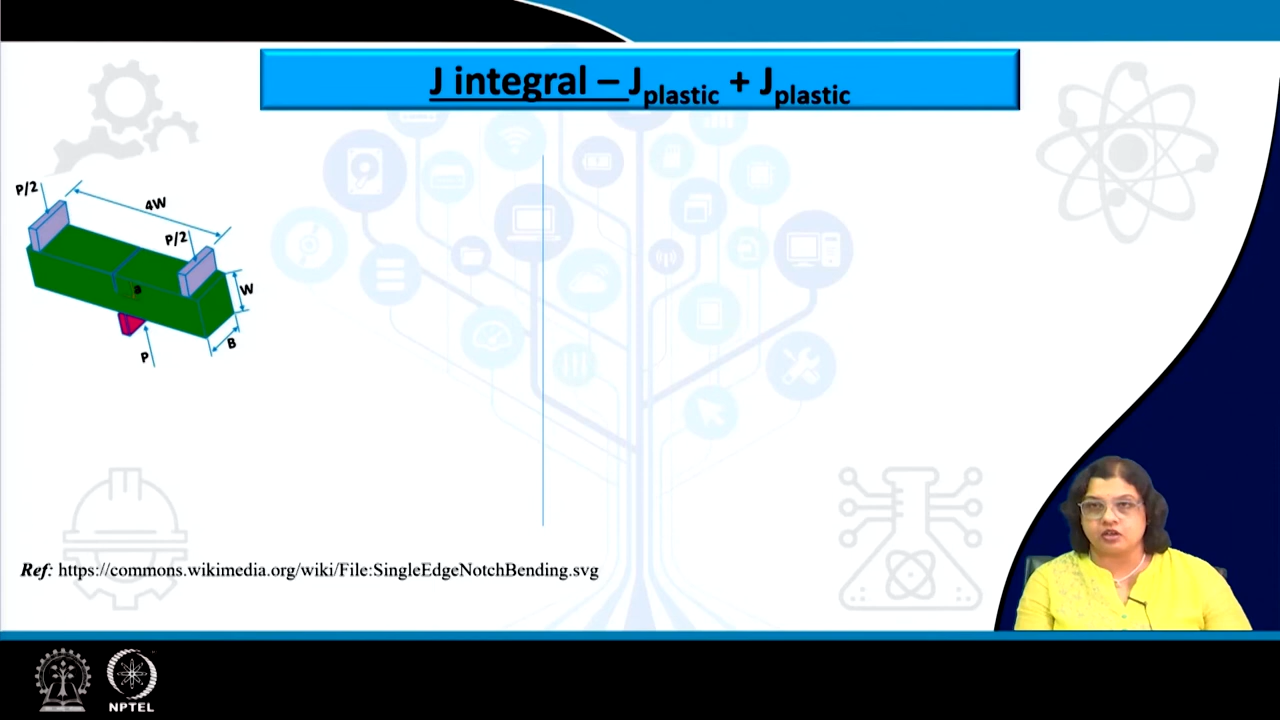 J integral – Jplastic + Jplastic
P/2
4W
P/2
a
W
B
P
Ref: https://commons.wikimedia.org/wiki/File:SingleEdgeNotchBending.svg
NPTEL